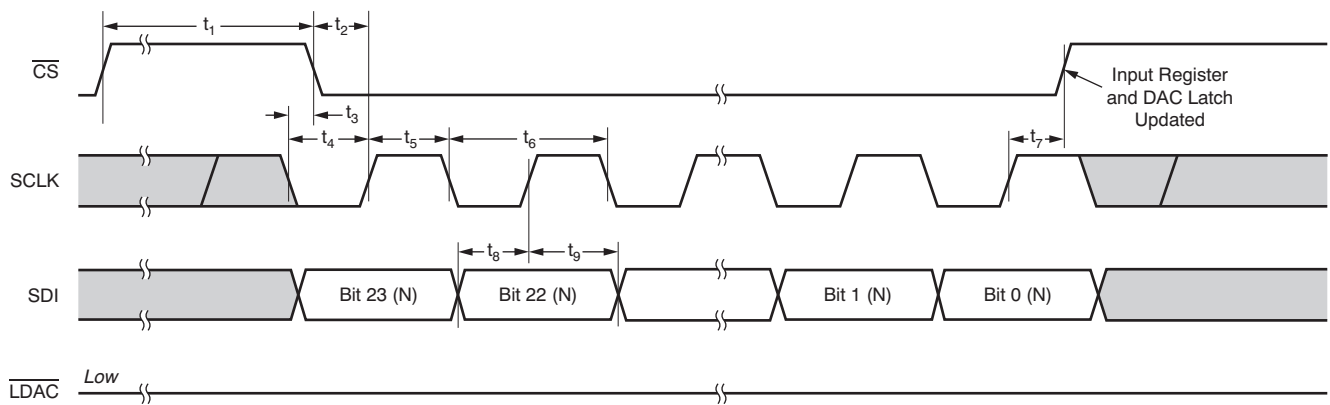 t1
t2
CS
Input Register
and DAC Latch
Updated
t3
t4
t5
t6
t7
SCLK
t8
t9
SDI
Bit 23 (N)
Bit 22 (N)
Bit 1 (N)
Bit 0 (N)
LDAC
Low